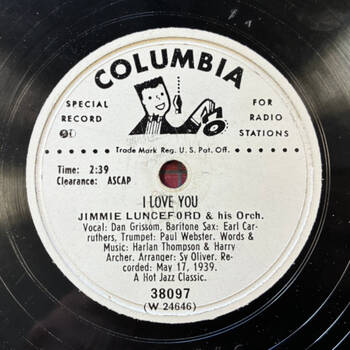 COLUMBIA
SPECIAL
RECORD
FOR
RADIO
STATIONS
Trade Mark Reg. U.S. Pat. Off.
Time: 2:39
Clearance: ASCAP
I LOVE YOU
JIMMIE LUNCEFORD & his Orch.
Vocal: Dan Grissom, Baritone Sax: Earl Car-
ruthers, Trumpet: Paul Webster. Words &
Music: Harlan Thompson & Harry
Archer. Arranger: Sy Oliver. Re-
corded: May 17, 1939.
A Hot Jazz Classic.
38097
(W 24646)